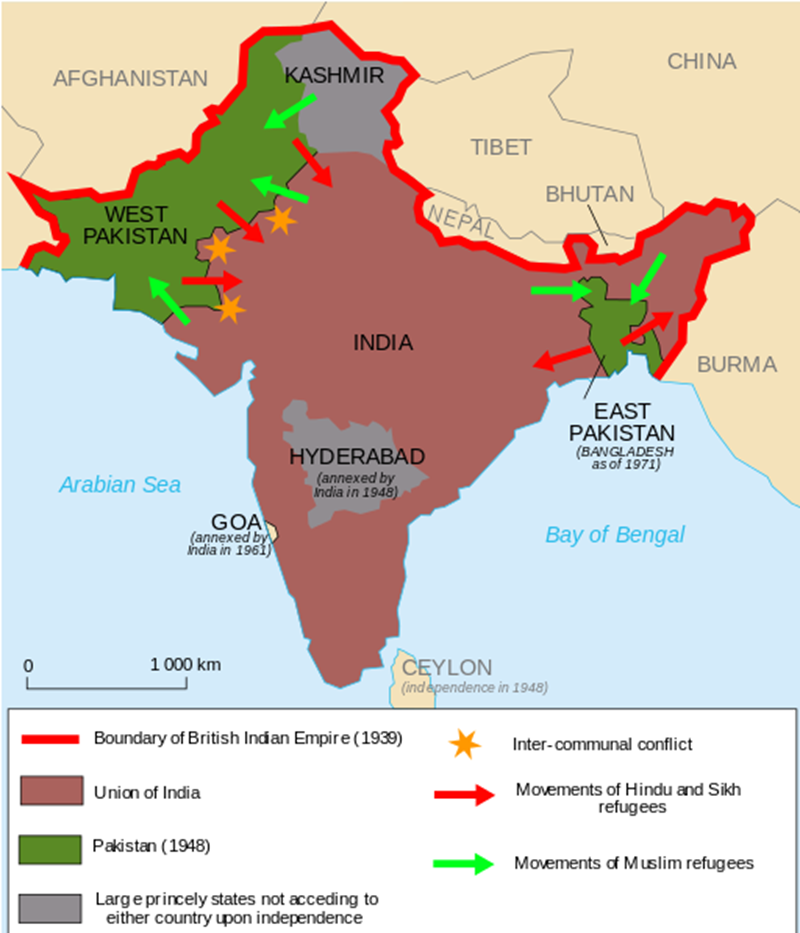 AFGHANISTAN
KASHMIR
CHINA
TIBET
BHUTAN
NEPAL
WEST
PAKISTAN
INDIA
BURMA
EAST
PAKISTAN
(BANGLADESH
as of 1971)
HYDERABAD
(annexed by
India in 1948)
Arabian Sea
GOA
(annexed by
India in 1961)
Bay of Bengal
0 1 000 km
CEYLON
(independence in 1948)
Boundary of British Indian Empire (1939)
Union of India
Pakistan (1948)
Large princely states not acceding to
either country upon independence
Inter-communal conflict
Movements of Hindu and Sikh
refugees
Movements of Muslim refugees